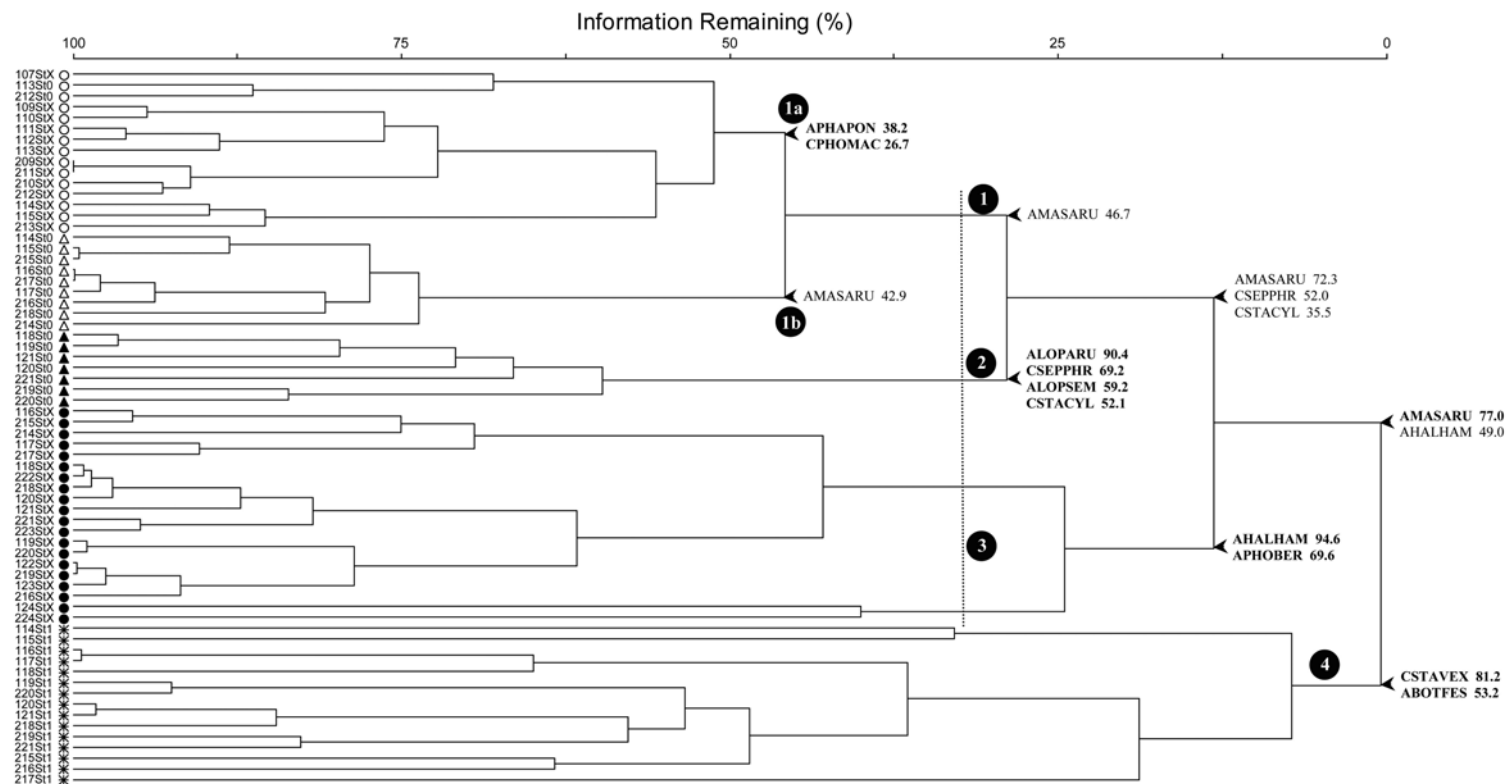 Information Remaining (%)
100 75 50 25 0
107StX
113St0
212St0
109StX
110StX
111StX
112StX
113StX
209StX
211StX
210StX
212StX
114StX
115StX
213StX
114St0
115St0
215St0
116St0
217St0
117St0
216St0
218St0
214St0
118St0
119St0
121St0
120St0
221St0
219St0
220St0
116StX
215StX
214StX
117StX
217StX
118StX
222StX
218StX
120StX
121StX
221StX
223StX
119StX
220StX
122StX
219StX
123StX
216StX
124StX
224StX
114St1
115St1
116St1
117St1
118St1
119St1
220St1
120St1
121St1
218St1
219St1
221St1
215St1
216St1
217St1
1a
APHAPON 38.2
CPHOMAC 26.7
AMASARU 42.9
1b
1
AMASARU 46.7
2
ALOPARU 90.4
CSEPPHR 69.2
ALOPSEM 59.2
CSTACYL 52.1
AMASARU 72.3
CSEPPHR 52.0
CSTACYL 35.5
3
AHALHAM 94.6
APHOBER 69.6
AMASARU 77.0
AHALHAM 49.0
4
CSTAVEX 81.2
ABOTFES 53.2